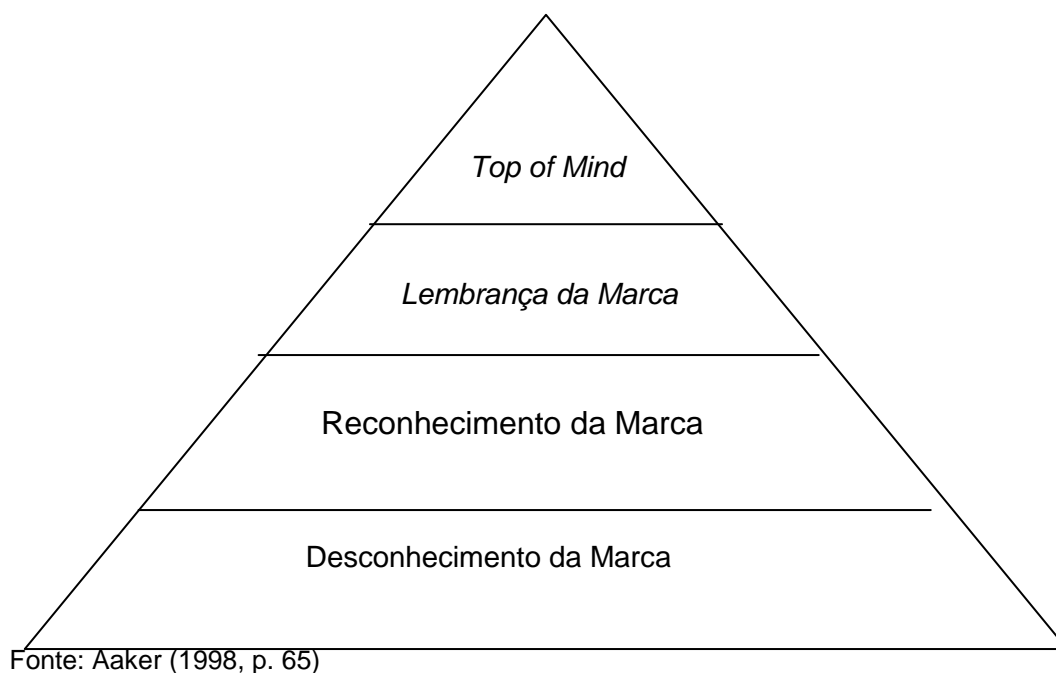 Top of Mind
Lembrança da Marca
Reconhecimento da Marca
Desconhecimento da Marca
Fonte: Aaker (1998, p. 65)